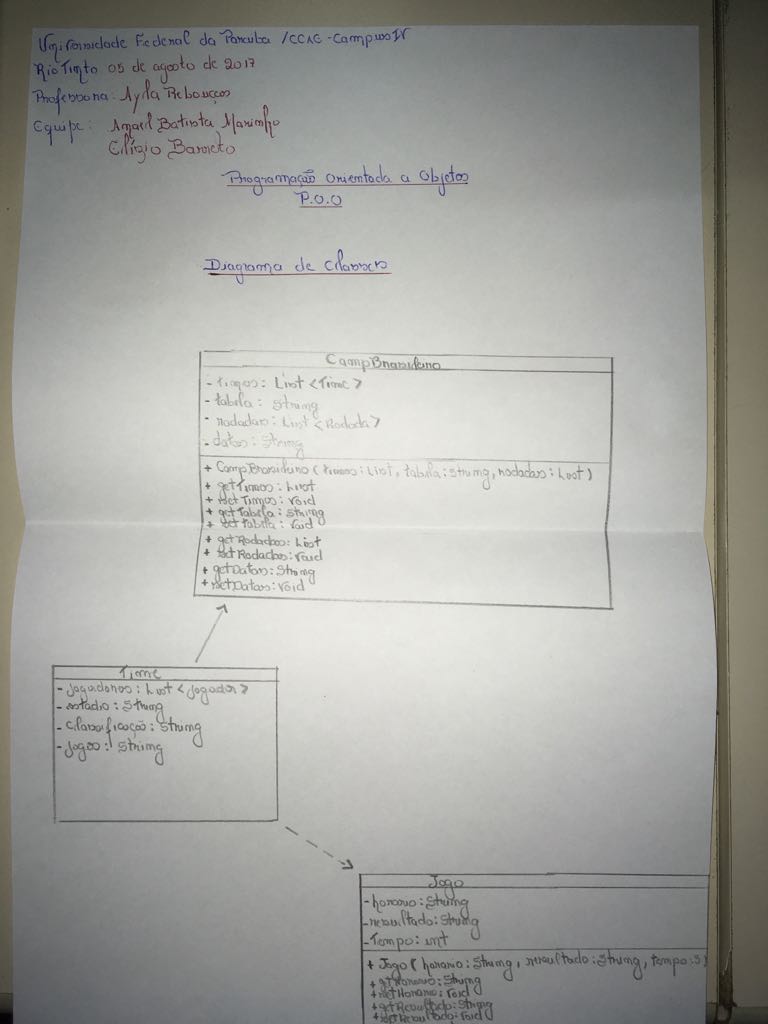 Universidade Federal da Paraíba /CCAE - Campus IV
Rio Tinto 05 de agosto de 2017
Professora: Ayla Rebouças
Equipe: Amael Batista Marinho
Elízio Barreto
Programação Orientada a Objetos
P.O.O
Diagrama de Classes
CampBrasileiro
- times: List <Time>
- tabela: String
- rodadas: List <Rodada>
- datas: String
+ CampBrasileiro (times: List, tabela: String, rodadas: List)
+ getTimes: List
+ setTimes: Void
+ getTabela: String
+ setTabela: Void
+ getRodadas: List
+ setRodadas: Void
+ getDatas: String
+ setDatas: Void
Time
- Jogadores: List <Jogador>
- estadio: String
- Classificação: String
- Jogos: String
Jogo
- horario: String
- resultado: String
- Tempo: int
+ Jogo (horario: String, resultado: String, tempo: S)
+ getHorario: String
+ setHorario: Void
+ getResultado: String
+ setResultado: Void